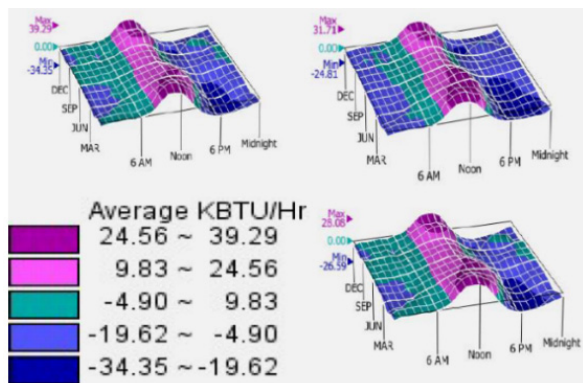 Max
39.29
0.00
Min
-34.35
DEC
SEP
JUN
MAR
6 AM
Noon
6 PM
Midnight
Max
31.71
0.00
Min
-24.81
DEC
SEP
JUN
MAR
6 AM
Noon
6 PM
Midnight
Average KBTU/Hr
24.56 ~ 39.29
9.83 ~ 24.56
-4.90 ~ 9.83
-19.62 ~ -4.90
-34.35 ~ -19.62
Max
28.08
0.00
Min
-26.59
DEC
SEP
JUN
MAR
6 AM
Noon
6 PM
Midnight